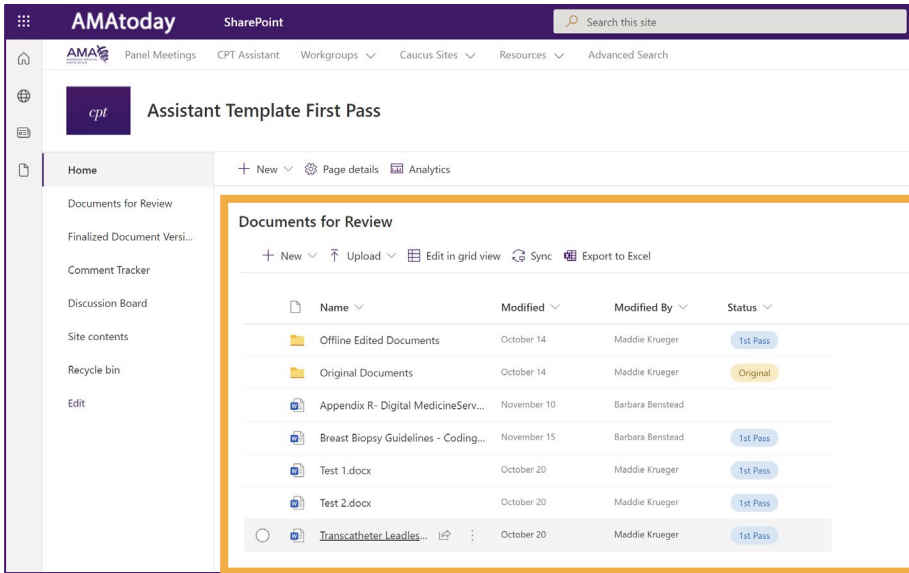 AMAtoday SharePoint Search this site
AMA Panel Meetings CPT Assistant Workgroups Caucus Sites Resources Advanced Search
cpt Assistant Template First Pass
Home
Documents for Review
Finalized Document Versi...
Comment Tracker
Discussion Board
Site contents
Recycle bin
Edit
New Page details Analytics
Documents for Review
New Upload Edit in grid view Sync Export to Excel
Name Modified Modified By Status
Offline Edited Documents October 14 Maddie Krueger 1st Pass
Original Documents October 14 Maddie Krueger Original
Appendix R- Digital MedicineServ... November 10 Barbara Benstead
Breast Biopsy Guidelines - Coding... November 15 Barbara Benstead 1st Pass
Test 1.docx October 20 Maddie Krueger 1st Pass
Test 2.docx October 20 Maddie Krueger 1st Pass
Transcatheter Leadles... October 20 Maddie Krueger 1st Pass